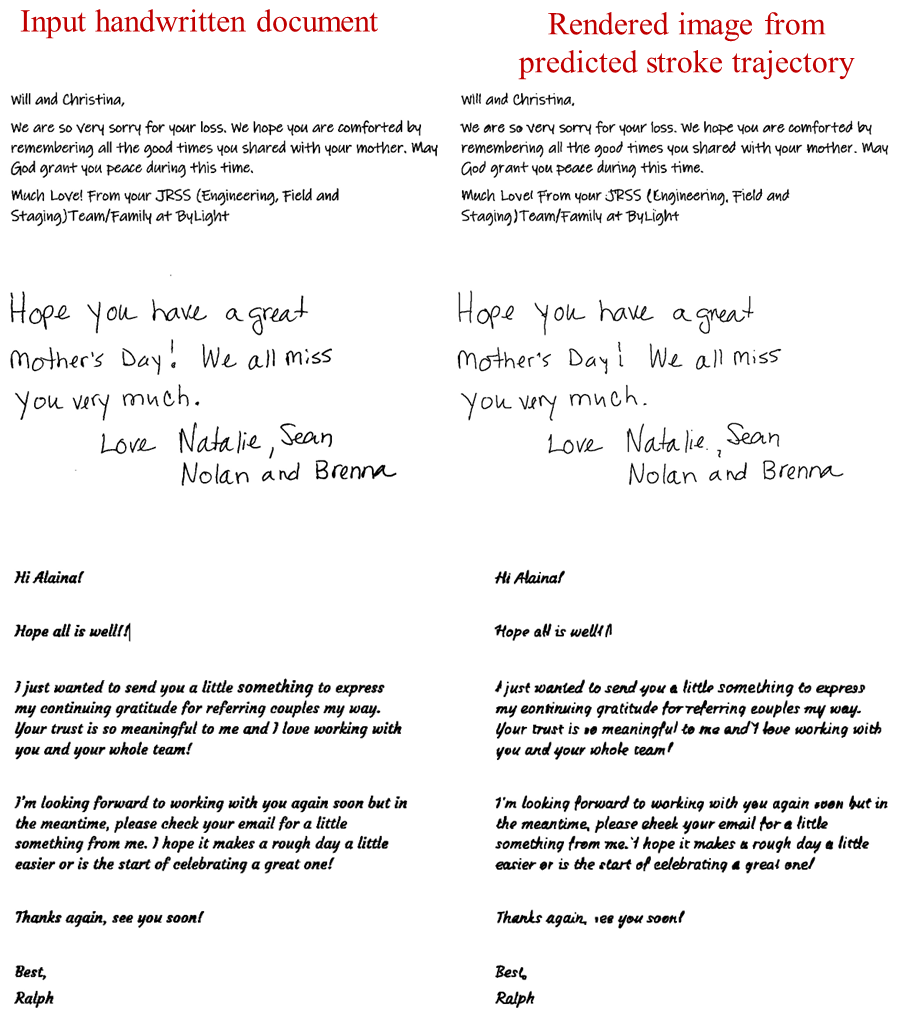 Input handwritten document
Rendered image from
predicted stroke trajectory
Will and Christina,
We are so very sorry for your loss. We hope you are comforted by
remembering all the good times you shared with your mother. May
God grant you peace during this time.
Much Love! From your JRSS (Engineering, Field and
Staging)Team/Family at ByLight
Will and Christina,
We are so very sorry for your loss. We hope you are comforted by
remembering all the good times you shared with your mother. May
God grant you peace during this time.
Much Love! From your JRSS (Engineering, Field and
Staging)Team/Family at ByLight
Hope you have a great
Mother's Day! We all miss
you very much.
Love Natalie, Sean
Nolan and Brenna
Hope you have a great
Mother's Day! We all miss
you very much.
Love Natalie, Sean
Nolan and Brenna
Hi Alaina!
Hope all is well!!
I just wanted to send you a little something to express
my continuing gratitude for referring couples my way.
Your trust is so meaningful to me and I love working with
you and your whole team!
I'm looking forward to working with you again soon but in
the meantime, please check your email for a little
something from me. I hope it makes a rough day a little
easier or is the start of celebrating a great one!
Thanks again, see you soon!
Best,
Ralph
Hi Alaina!
Hope all is well!!
I just wanted to send you a little something to express
my continuing gratitude for referring couples my way.
Your trust is so meaningful to me and I love working with
you and your whole team!
I'm looking forward to working with you again soon but in
the meantime, please check your email for a little
something from me. I hope it makes a rough day a little
easier or is the start of celebrating a great one!
Thanks again, see you soon!
Best,
Ralph